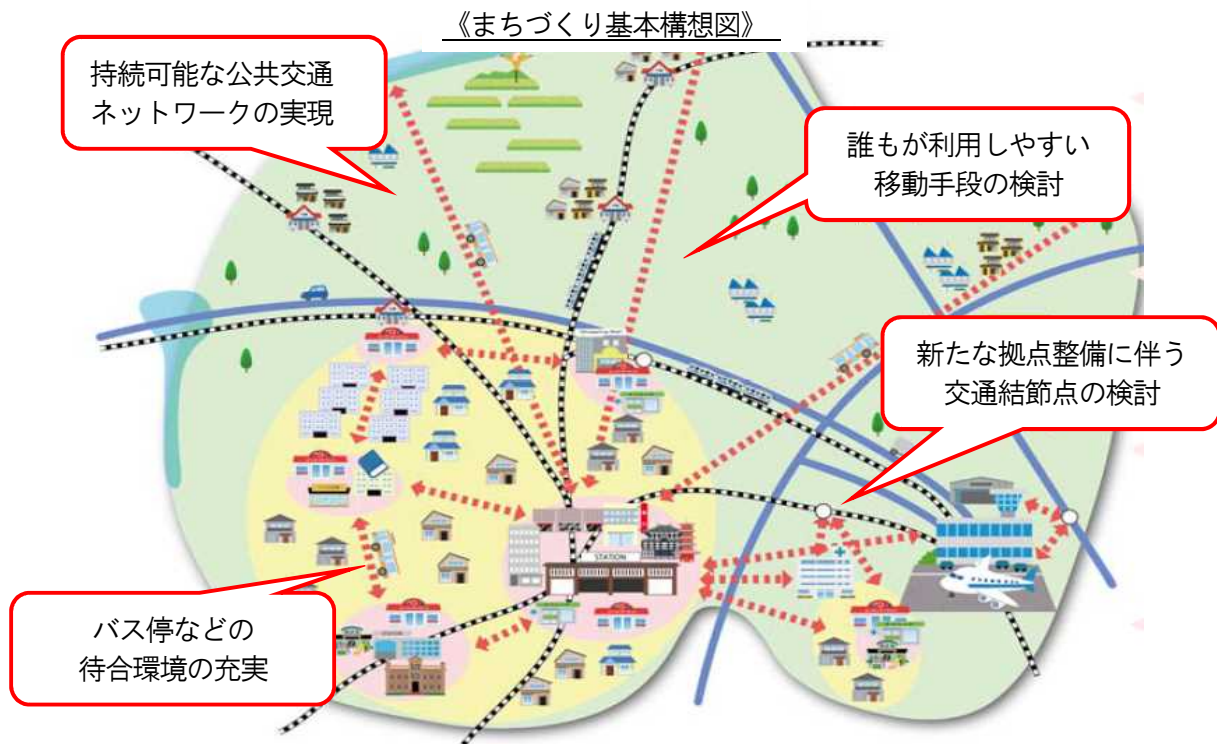 《まちづくり基本構想図》
持続可能な公共交通
ネットワークの実現
誰もが利用しやすい
移動手段の検討
新たな拠点整備に伴う
交通結節点の検討
STATION
バス停などの
待合環境の充実